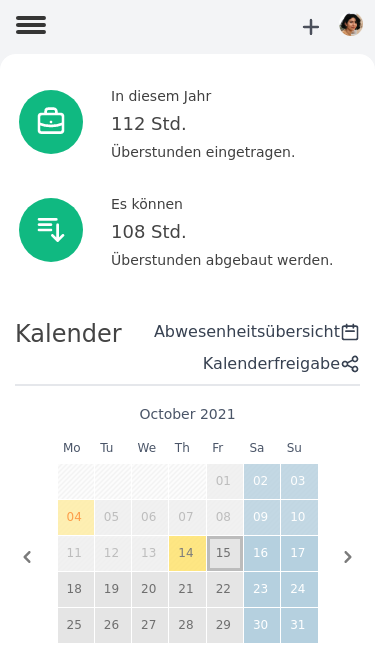 In diesem Jahr
112 Std.
Überstunden eingetragen.
Es können
108 Std.
Überstunden abgebaut werden.
Kalender
Abwesenheitsübersicht
Kalenderfreigabe
October 2021
Mo Tu We Th Fr Sa Su
01 02 03
04 05 06 07 08 09 10
11 12 13 14 15 16 17
18 19 20 21 22 23 24
25 26 27 28 29 30 31